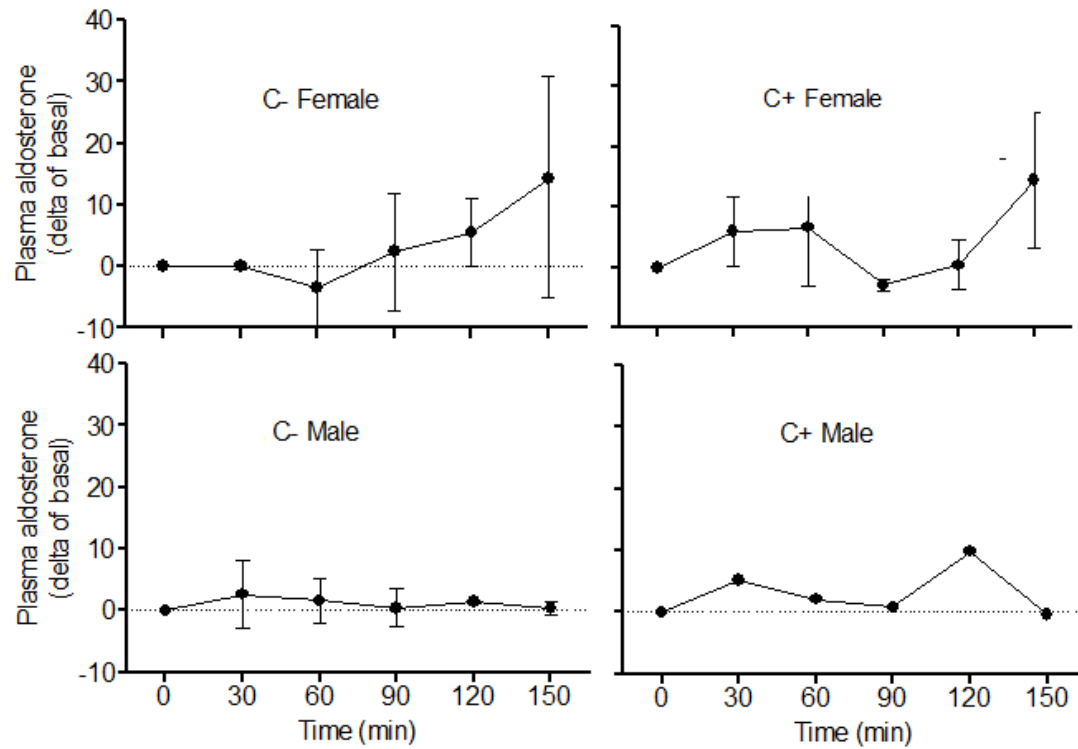 40
30
20
10
0
-10
Plasma aldosterone
(delta of basal)
C- Female
C+ Female
40
30
20
10
0
-10
Plasma aldosterone
(delta of basal)
C- Male
C+ Male
0 30 60 90 120 150
Time (min)
0 30 60 90 120 150
Time (min)